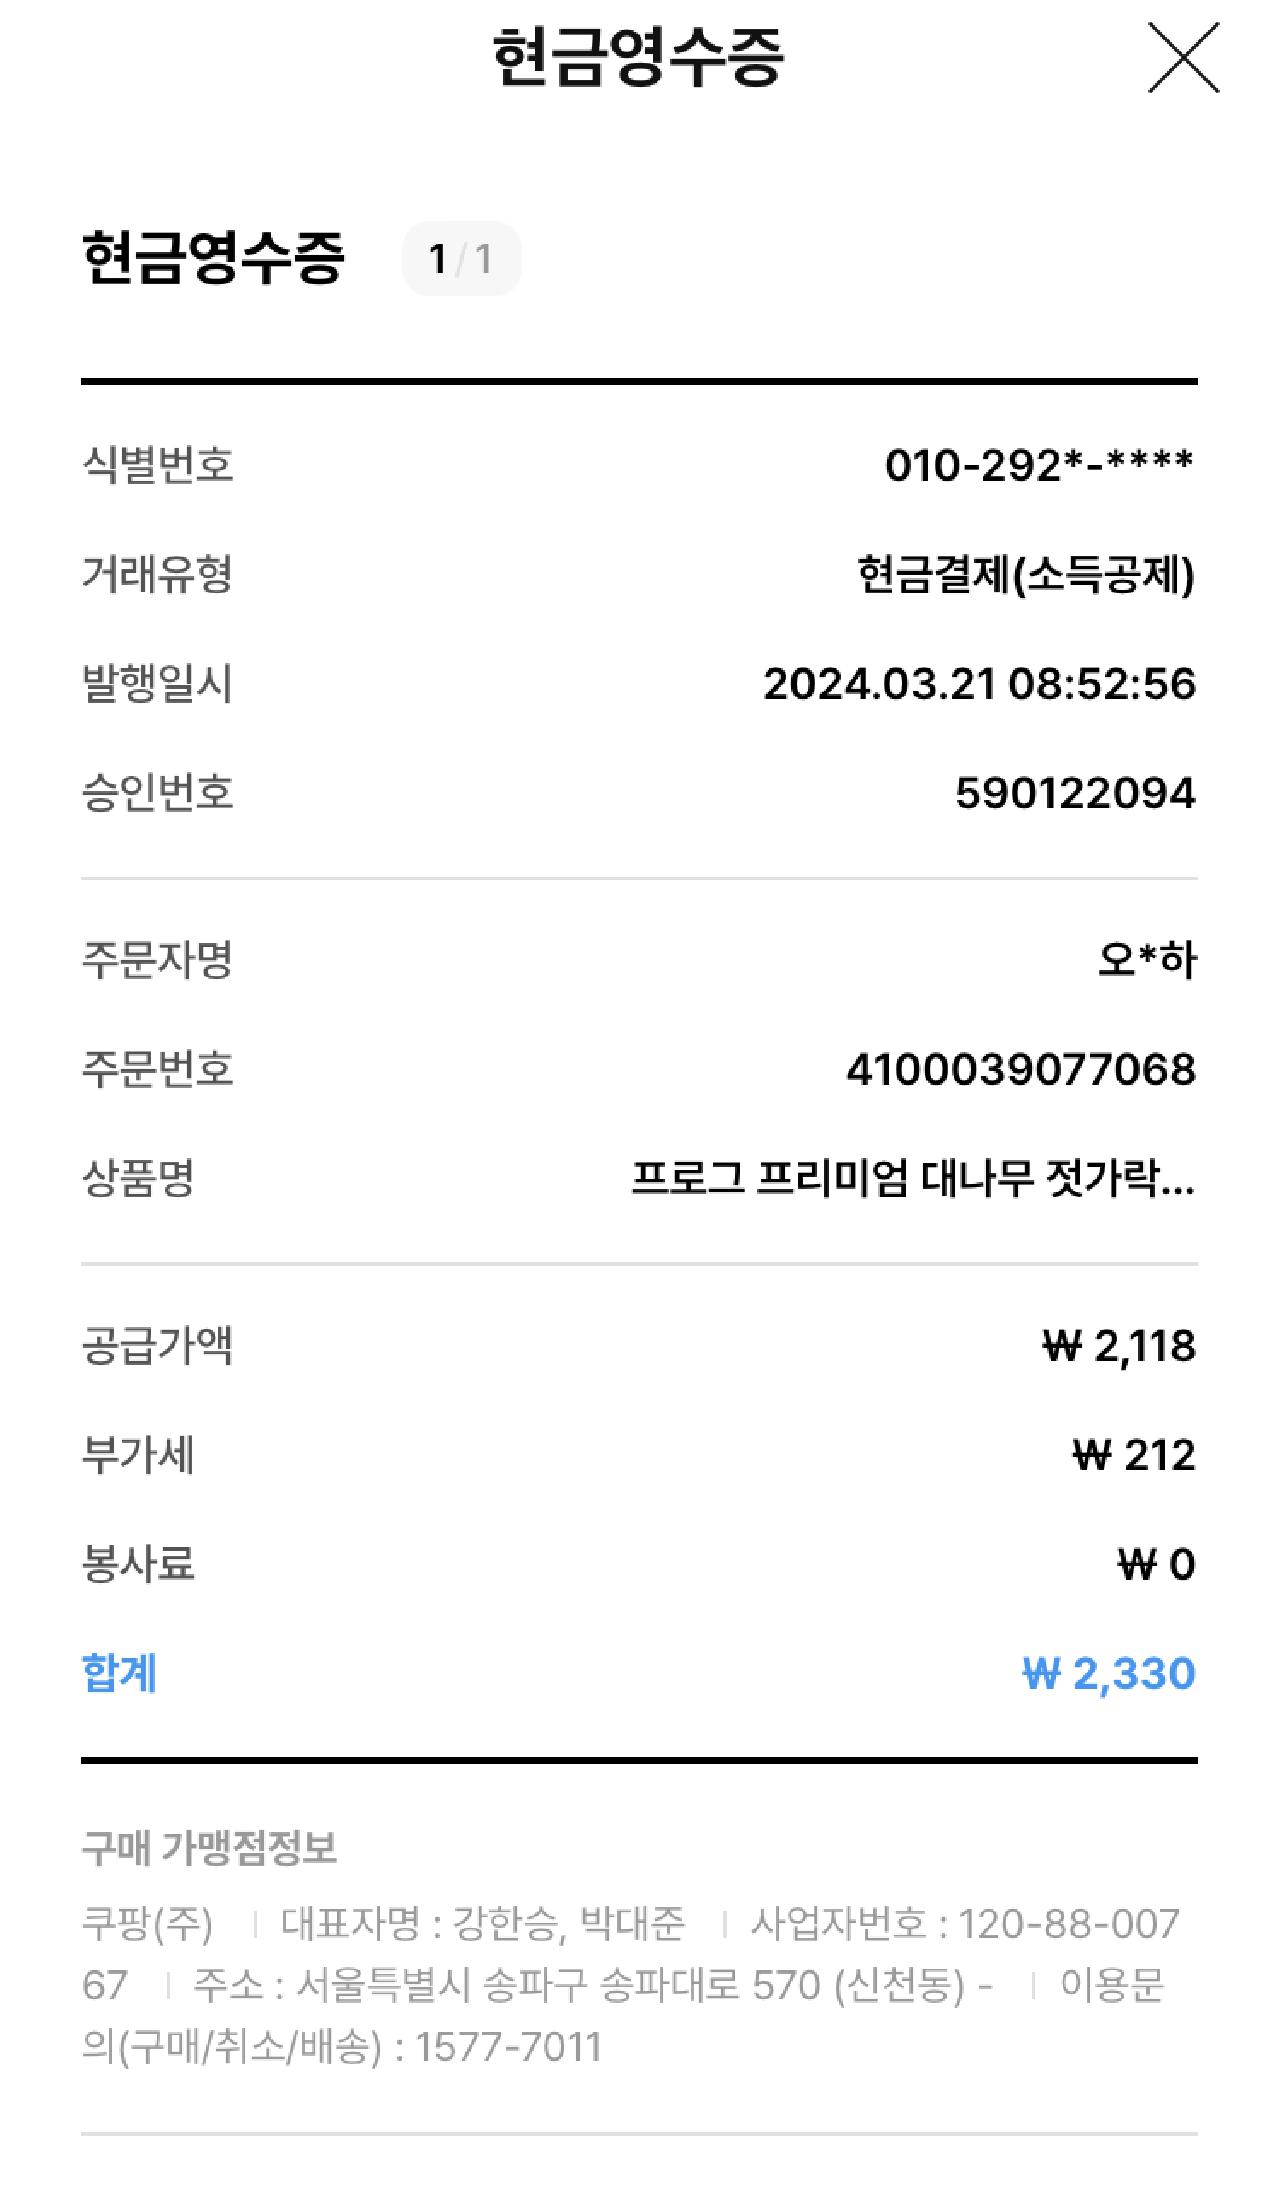 현금영수증
현금영수증 1 / 1
식별번호 010-292*-****
거래유형 현금결제(소득공제)
발행일시 2024.03.21 08:52:56
승인번호 590122094
주문자명 오*하
주문번호 4100039077068
상품명 프로그 프리미엄 대나무 젓가락...
공급가액 ₩ 2,118
부가세 ₩ 212
봉사료 ₩ 0
합계 ₩ 2,330
구매 가맹점정보
쿠팡(주) | 대표자명 : 강한승, 박대준 | 사업자번호 : 120-88-007
67 | 주소 : 서울특별시 송파구 송파대로 570 (신천동) - | 이용문
의(구매/취소/배송) : 1577-7011